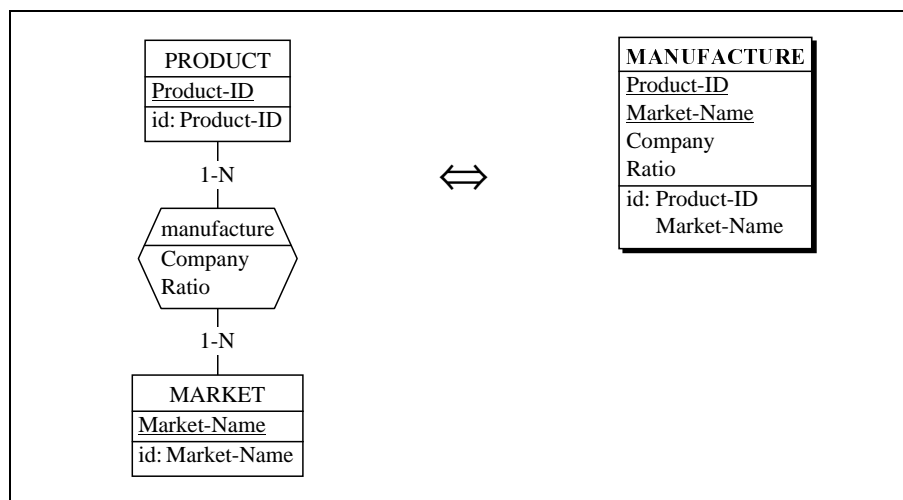 PRODUCT
Product-ID
id: Product-ID
1-N
manufacture
Company
Ratio
1-N
MARKET
Market-Name
id: Market-Name
⇔
MANUFACTURE
Product-ID
Market-Name
Company
Ratio
id: Product-ID
Market-Name